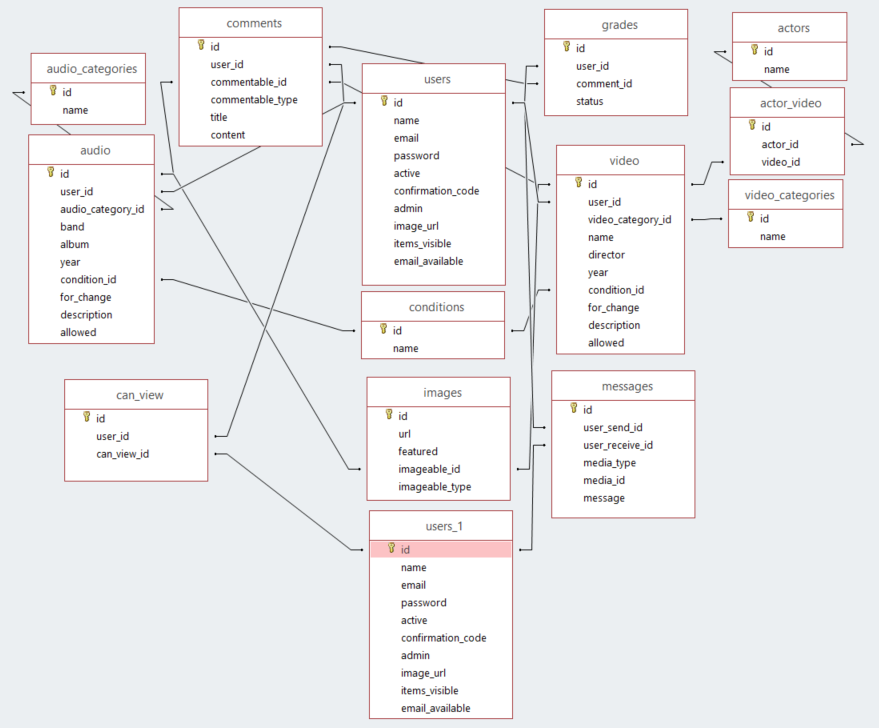 comments
id
user_id
commentable_id
commentable_type
title
content
grades
id
user_id
comment_id
status
actors
id
name
audio_categories
id
name
users
id
name
email
password
active
confirmation_code
admin
image_url
items_visible
email_available
actor_video
id
actor_id
video_id
audio
id
user_id
audio_category_id
band
album
year
condition_id
for_change
description
allowed
video
id
user_id
video_category_id
name
director
year
condition_id
for_change
description
allowed
video_categories
id
name
conditions
id
name
can_view
id
user_id
can_view_id
images
id
url
featured
imageable_id
imageable_type
messages
id
user_send_id
user_receive_id
media_type
media_id
message
users_1
id
name
email
password
active
confirmation_code
admin
image_url
items_visible
email_available